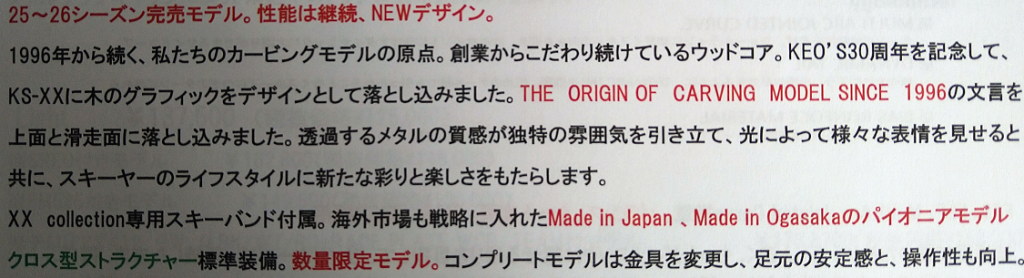 25～26シーズン完売モデル。性能は継続、NEWデザイン。
1996年から続く、私たちのカービングモデルの原点。創業からこだわり続けているウッドコア。KEO'S30周年を記念して、
KS-XXに木のグラフィックをデザインとして落とし込みました。THE ORIGIN OF CARVING MODEL SINCE 1996の文言を
上面と滑走面に落とし込みました。透過するメタルの質感が独特の雰囲気を引き立て、光によって様々な表情を見せると
共に、スキーヤーのライフスタイルに新たな彩りと楽しさをもたらします。
XX collection専用スキーバンド付属。海外市場も戦略に入れたMade in Japan 、Made in Ogasakaのパイオニアモデル
クロス型ストラクチャー標準装備。数量限定モデル。コンプリートモデルは金具を変更し、足元の安定感と、操作性も向上。